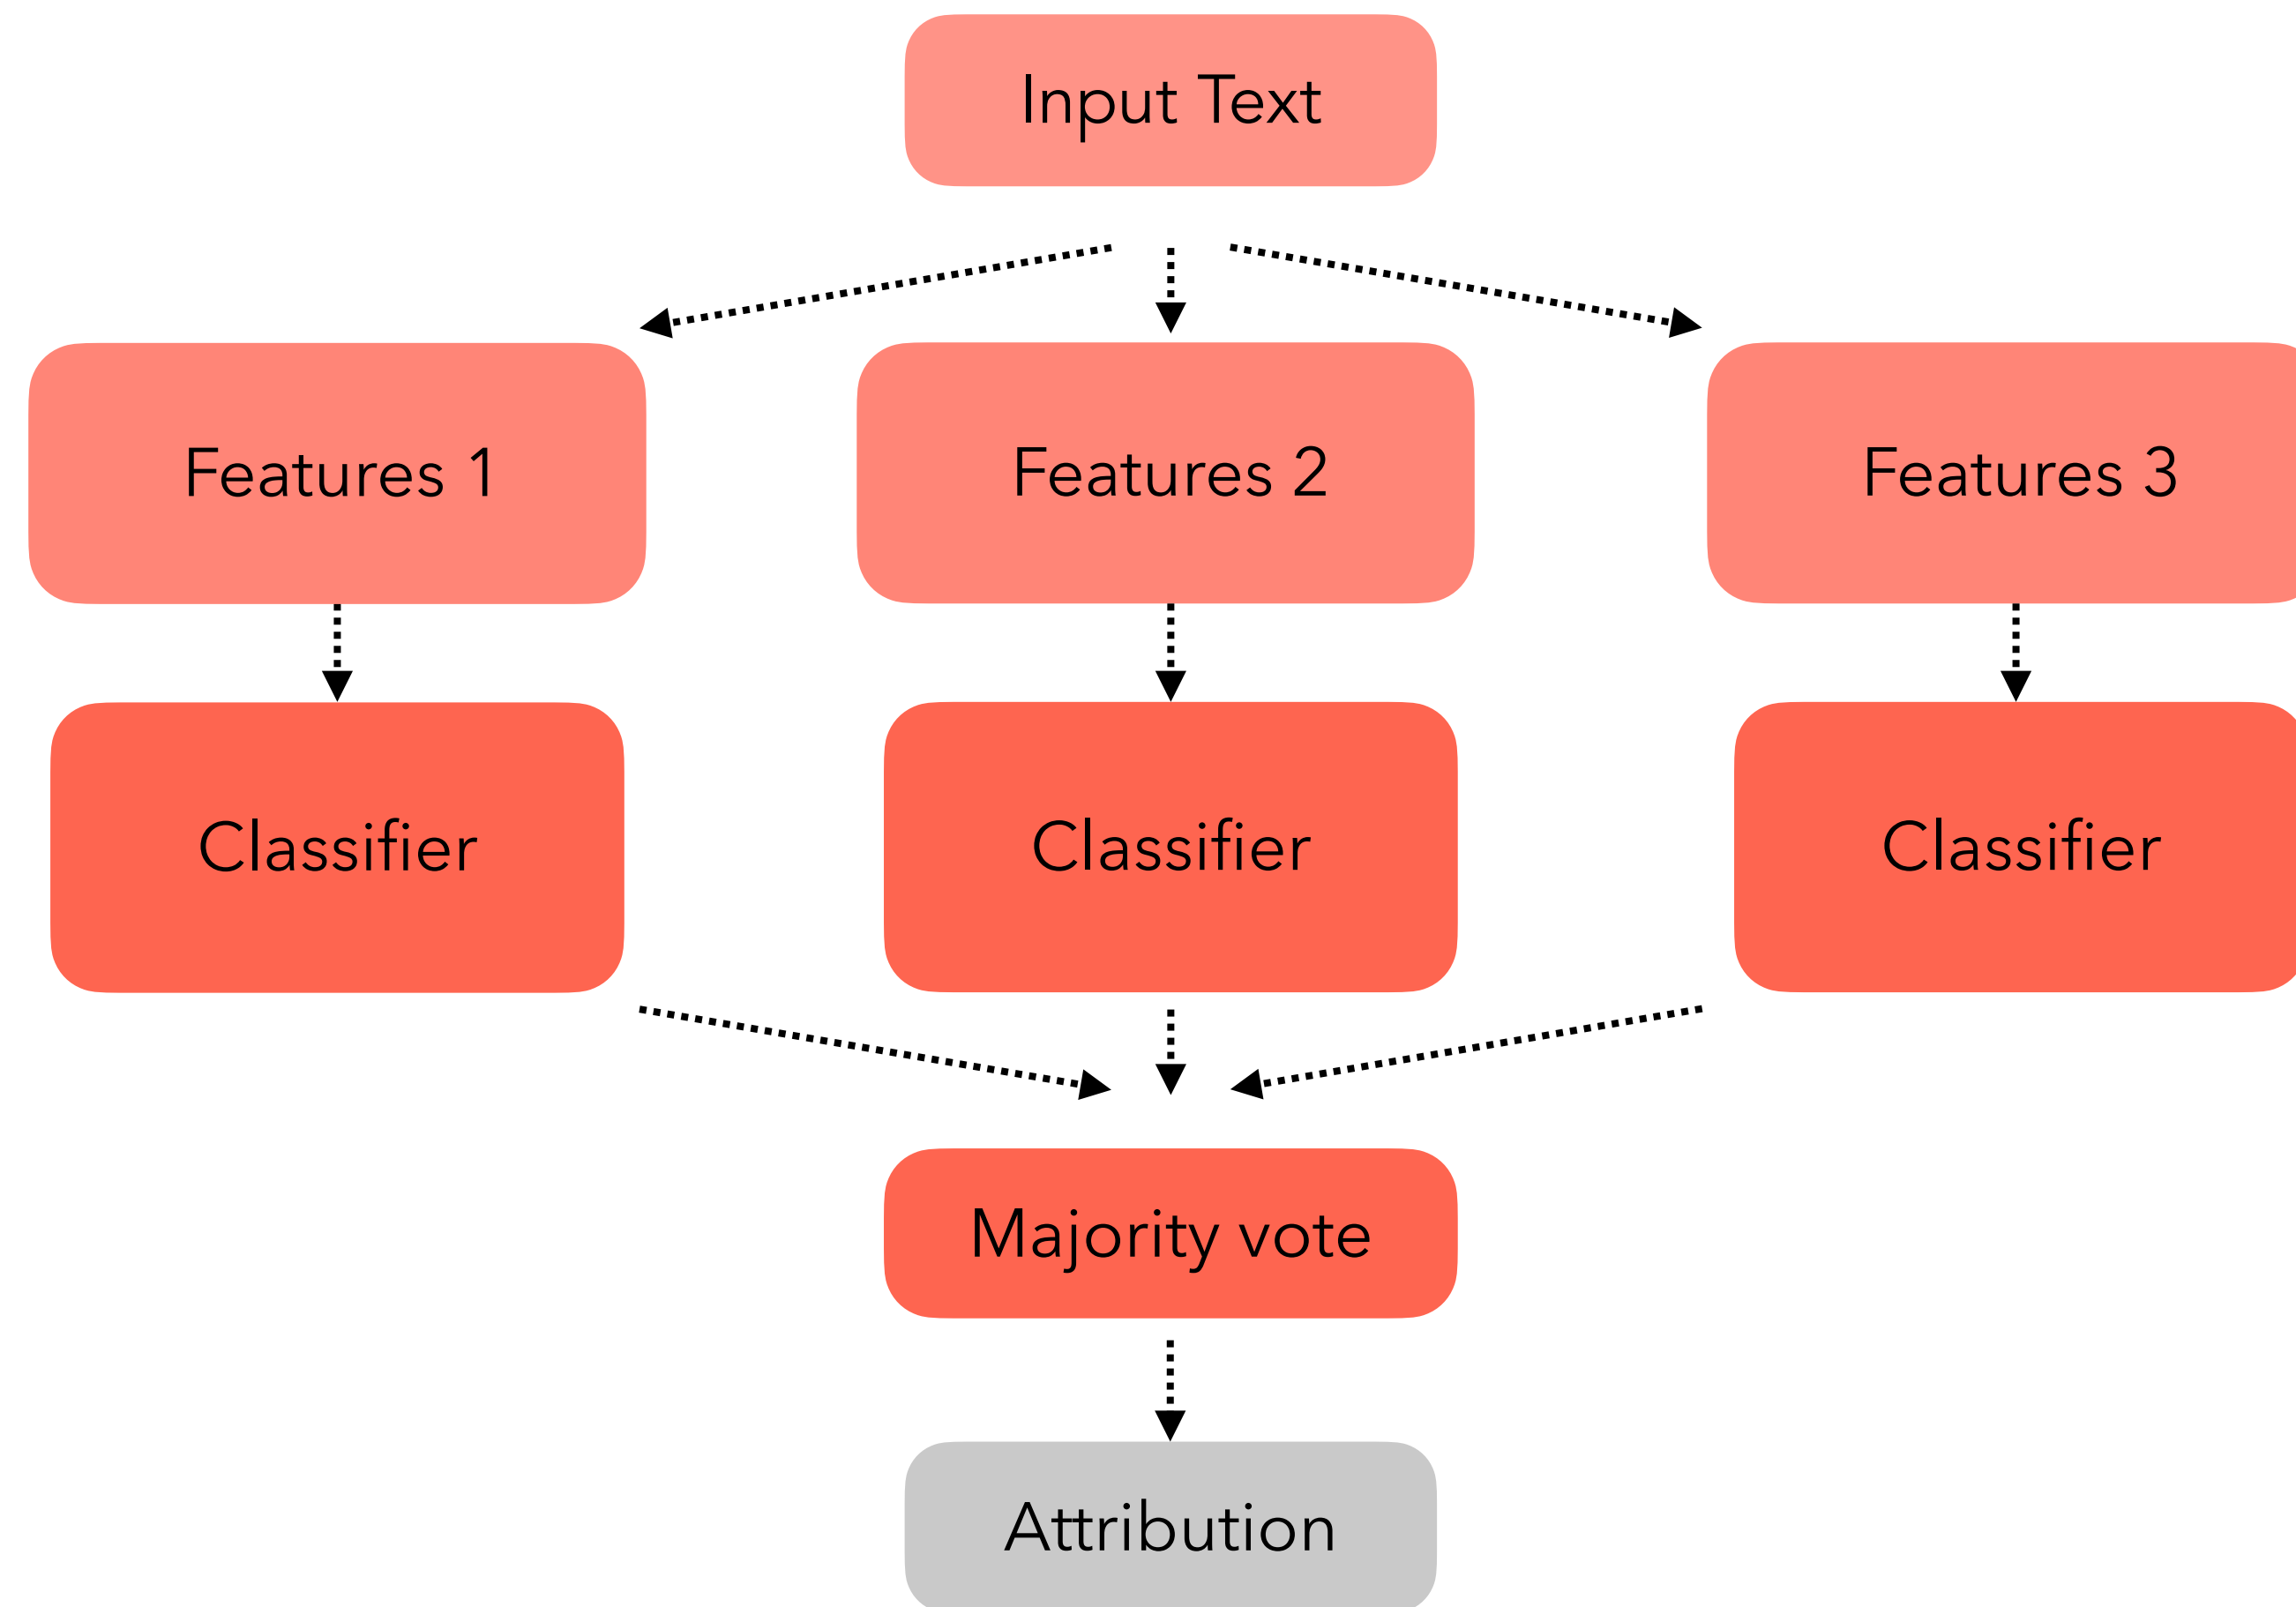 Input Text
Features 1
Features 2
Features 3
Classifier
Classifier
Classifier
Majority vote
Attribution